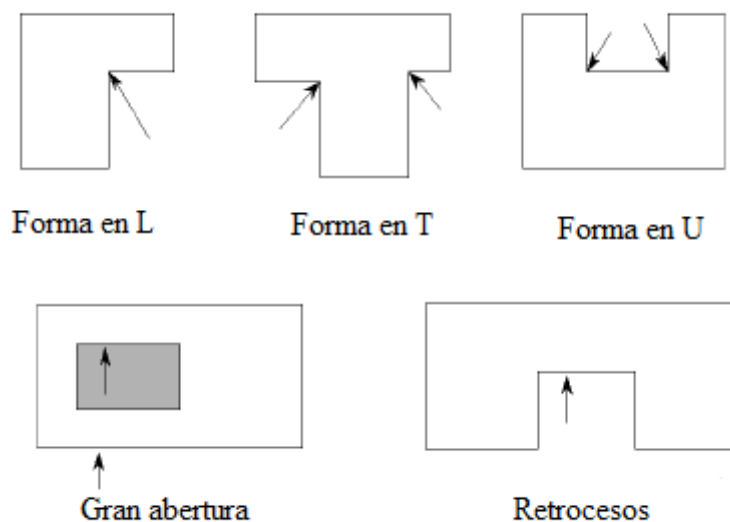 Forma en L
Forma en T
Forma en U
Gran abertura
Retrocesos